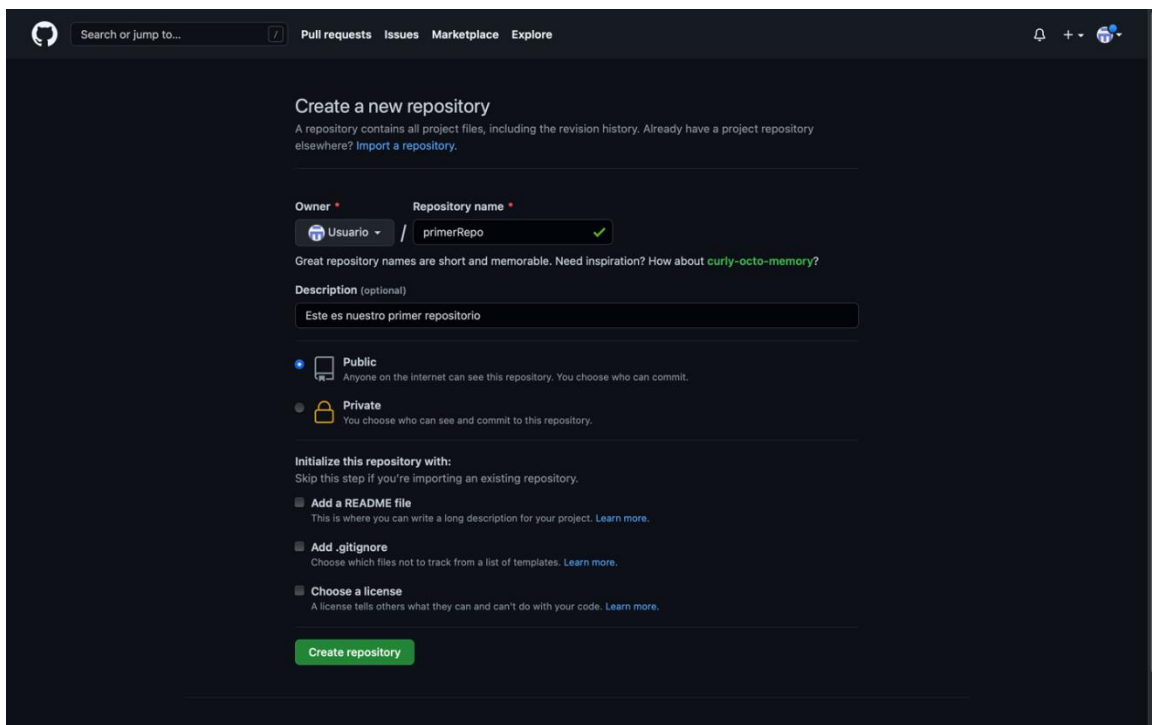 Search or jump to... /
Pull requests Issues Marketplace Explore
Create a new repository
A repository contains all project files, including the revision history. Already have a project repository
elsewhere? Import a repository.
Owner * Repository name *
Usuario / primerRepo
Great repository names are short and memorable. Need inspiration? How about curly-octo-memory?
Description (optional)
Este es nuestro primer repositorio
Public
Anyone on the internet can see this repository. You choose who can commit.
Private
You choose who can see and commit to this repository.
Initialize this repository with:
Skip this step if you're importing an existing repository.
Add a README file
This is where you can write a long description for your project. Learn more.
Add .gitignore
Choose which files not to track from a list of templates. Learn more.
Choose a license
A license tells others what they can and can't do with your code. Learn more.
Create repository